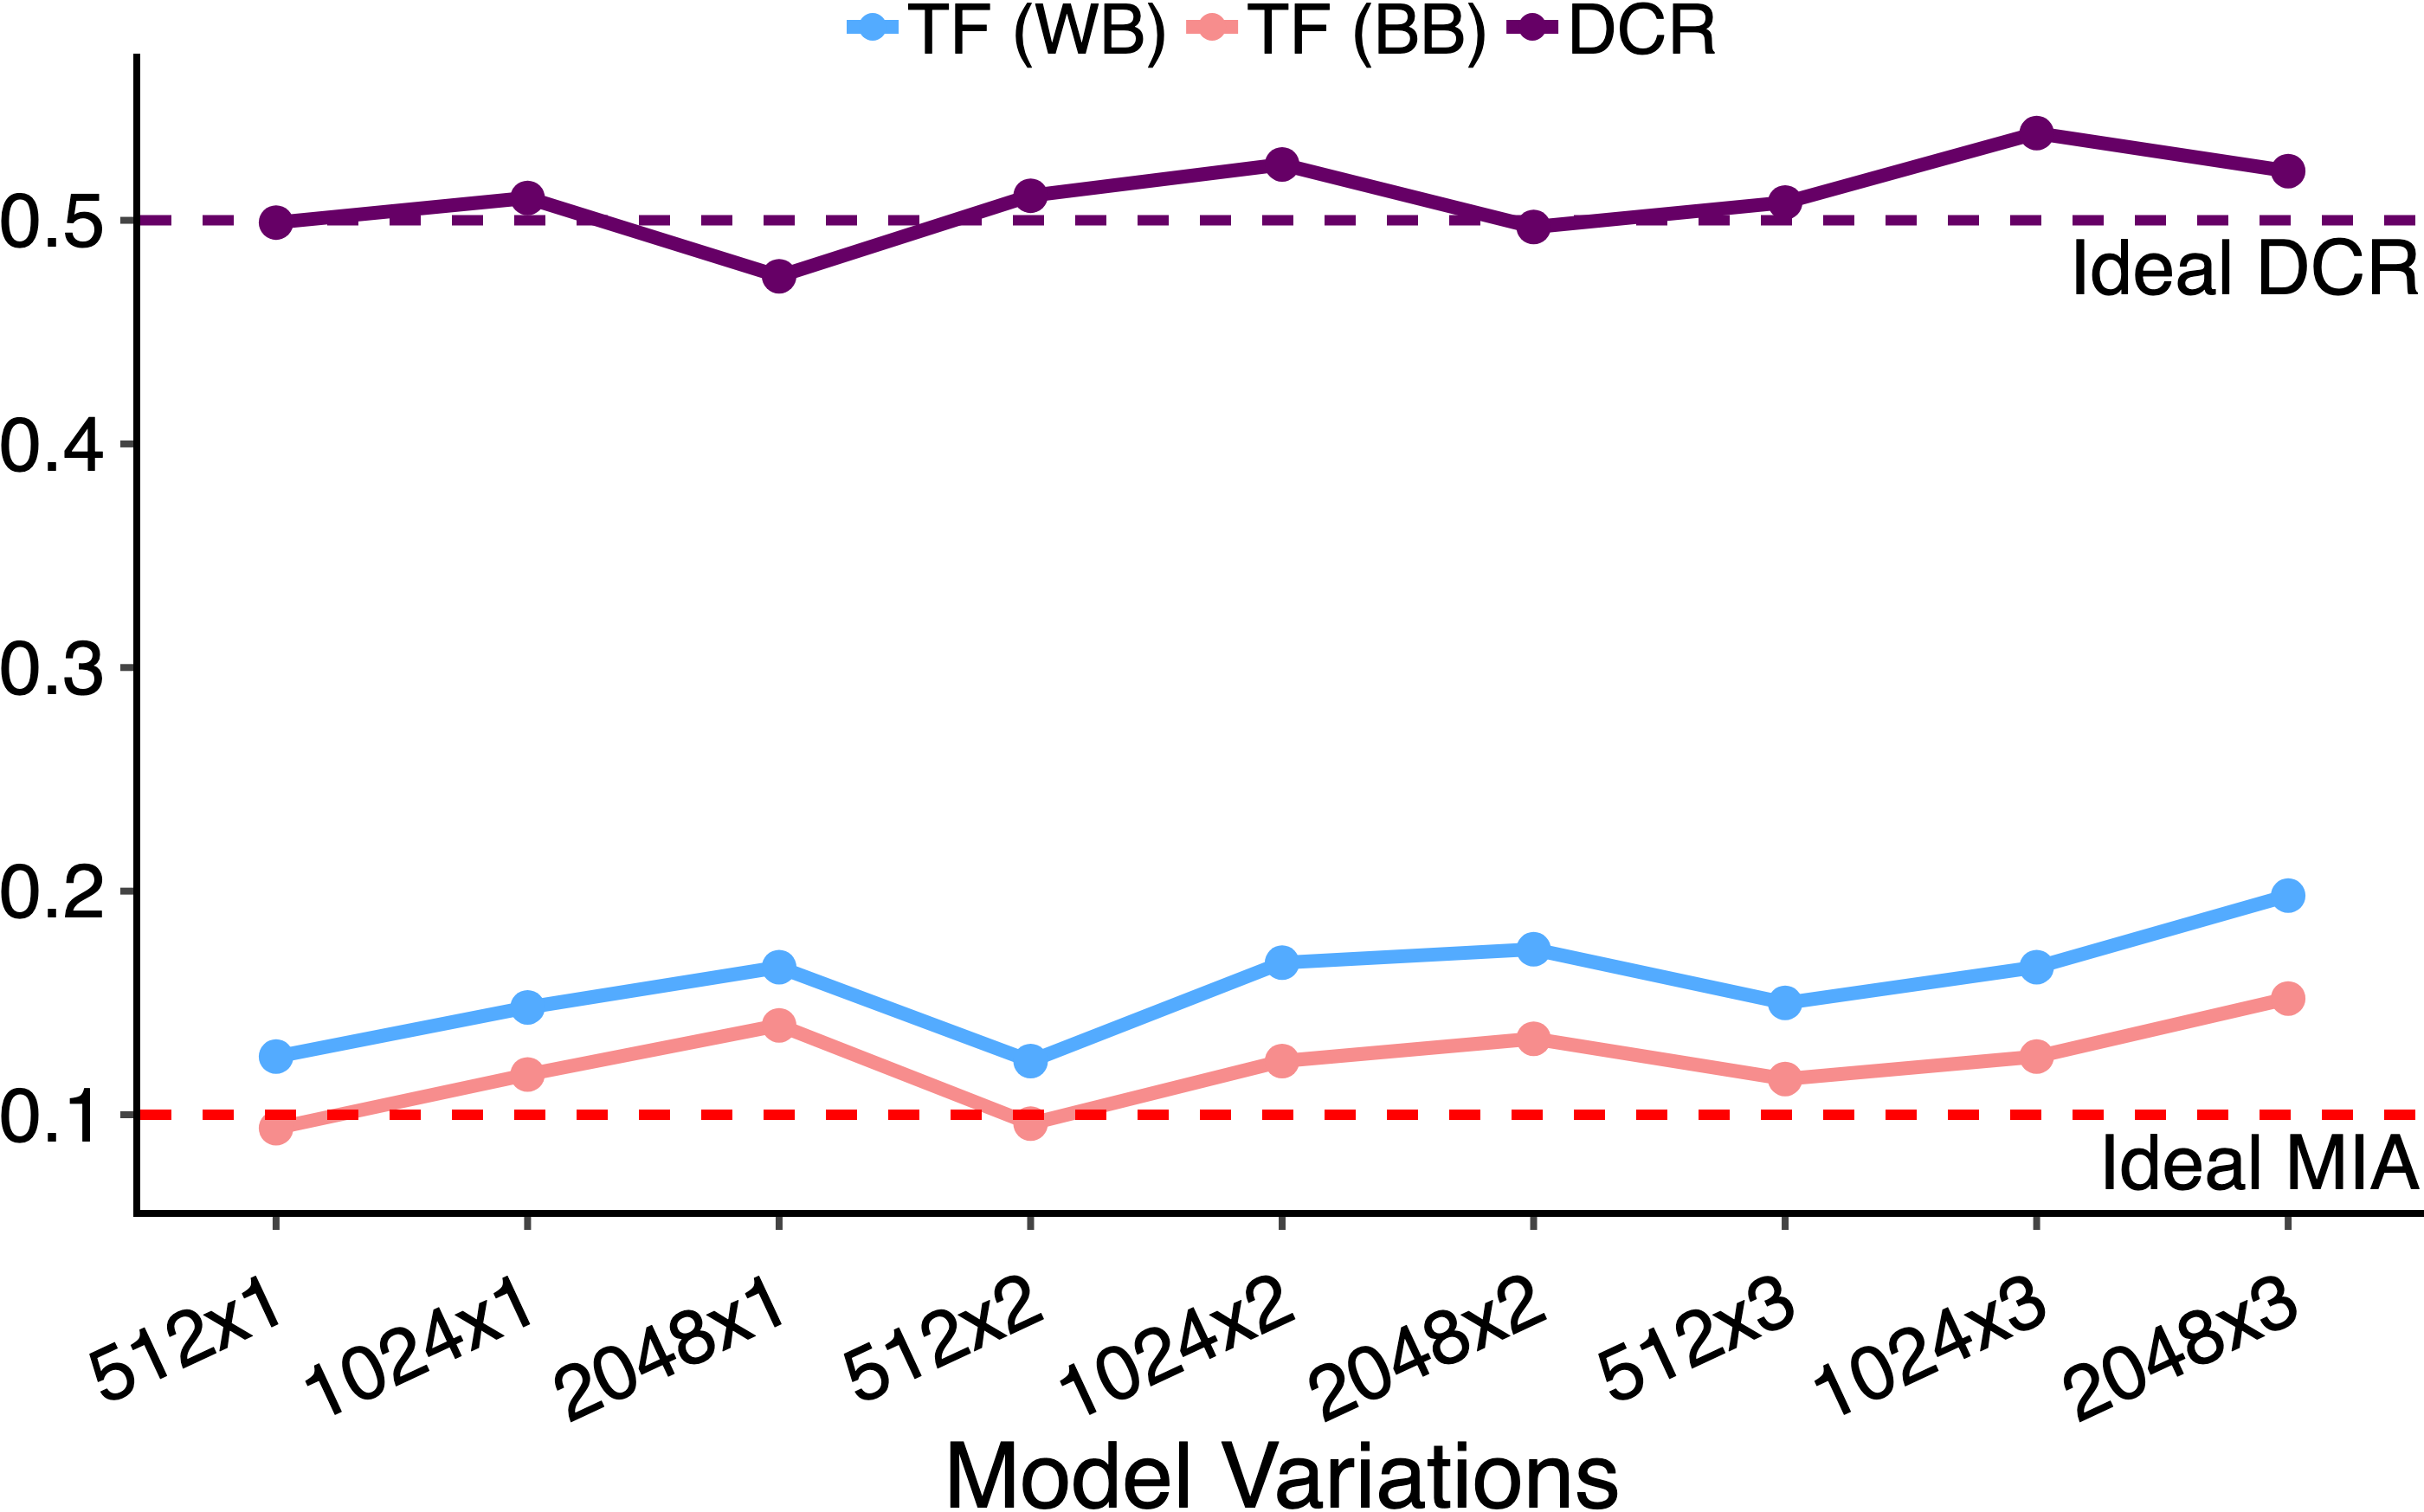 TF (WB) TF (BB) DCR
0.5
Ideal DCR
0.4
0.3
0.2
0.1
Ideal MIA
512x1 1024x1 2048x1 512x2 1024x2 2048x2 512x3 1024x3 2048x3
Model Variations